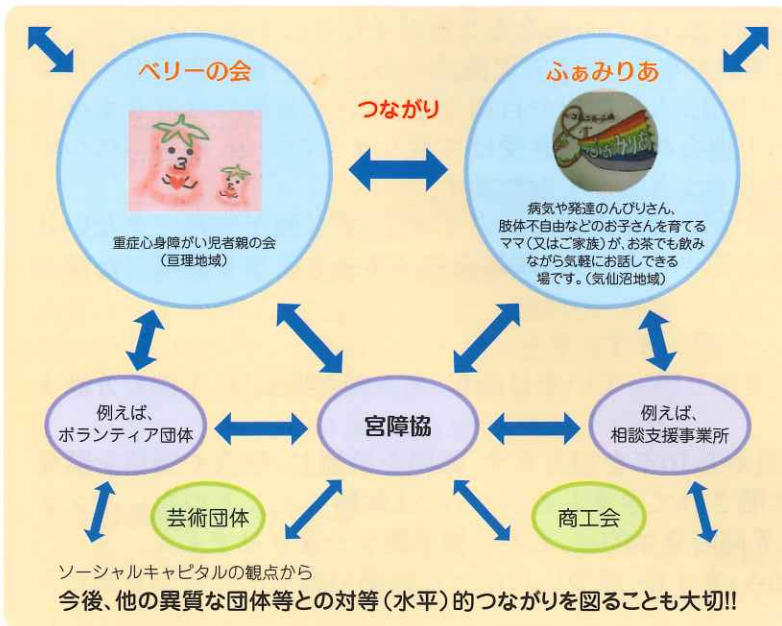 ベリーの会
ふぁみりあ
つながり
重症心身障がい児者親の会
(亘理地域)
病気や発達のんびりさん、
肢体不自由などのお子さんを育てる
ママ(又はご家族)が、お茶でも飲み
ながら気軽にお話しできる
場です。(気仙沼地域)
例えば、
ボランティア団体
宮障協
例えば、
相談支援事業所
芸術団体
商工会
ソーシャルキャピタルの観点から
今後、他の異質な団体等との対等(水平)的つながりを図ることも大切!!